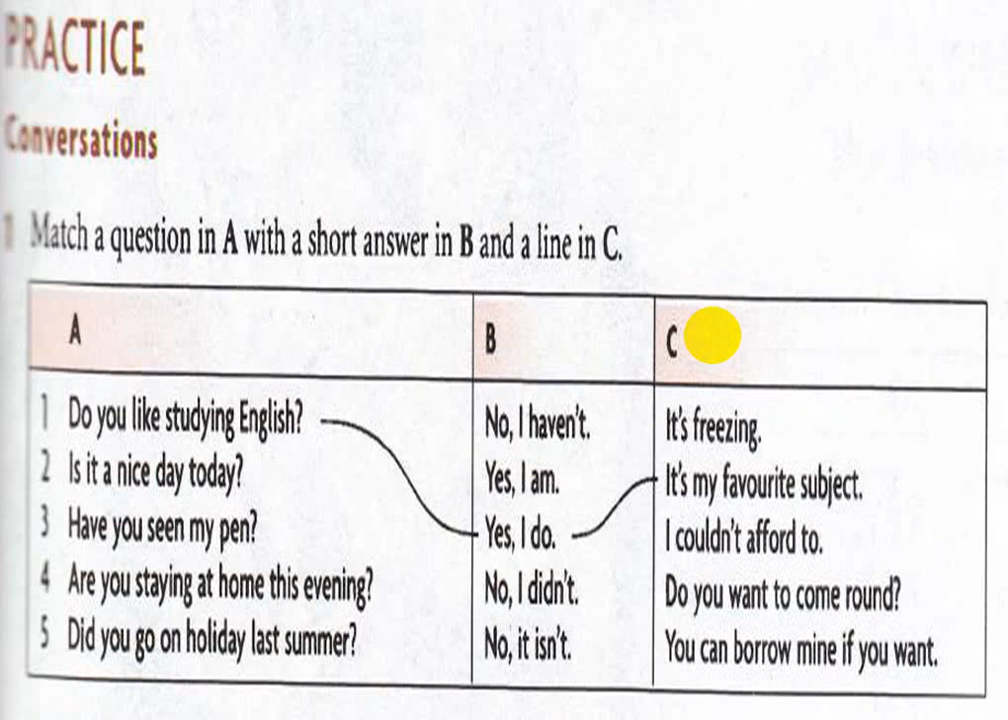 PRACTICE
Conversations
1 Match a question in A with a short answer in B and a line in C.
A B C
1 Do you like studying English? No, I haven't. It's freezing.
2 Is it a nice day today? Yes, I am. It's my favourite subject.
3 Have you seen my pen? Yes, I do. I couldn't afford to.
4 Are you staying at home this evening? No, I didn't. Do you want to come round?
5 Did you go on holiday last summer? No, it isn't. You can borrow mine if you want.